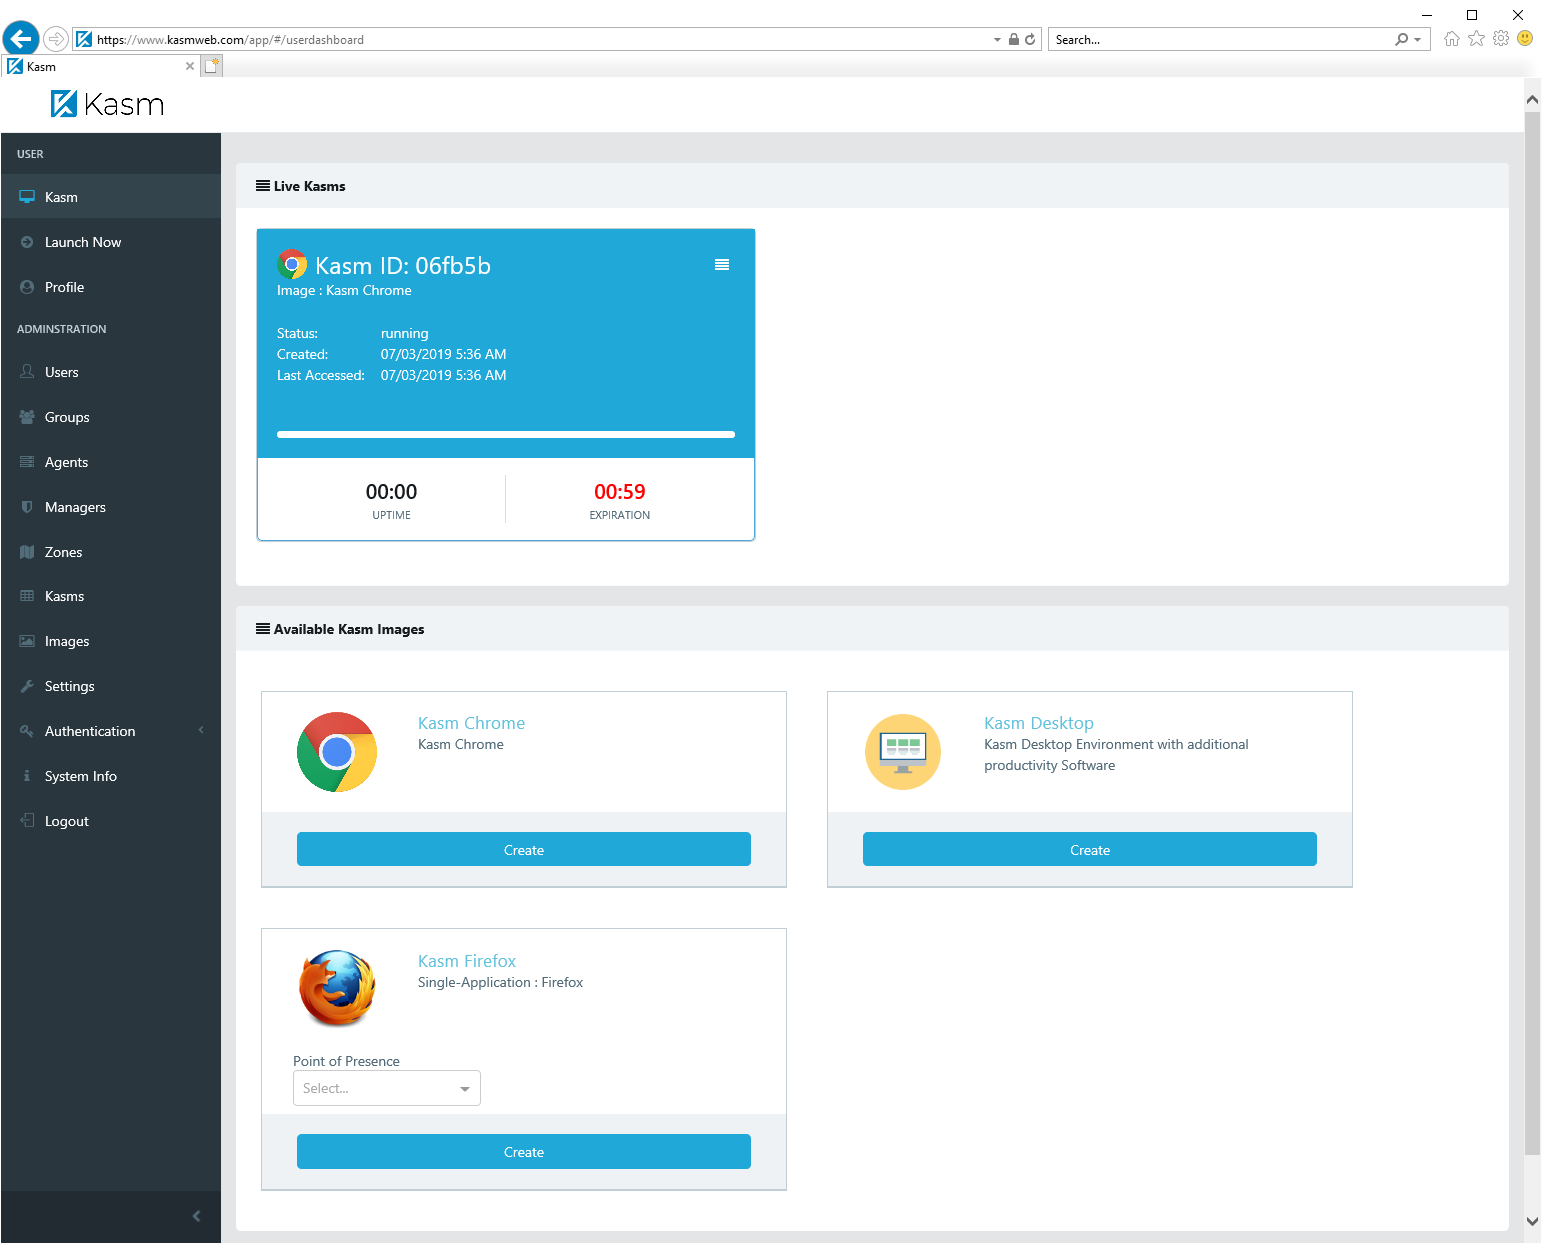 https://www.kasmweb.com/app/#/userdashboard
Search...
Kasm
Kasm
USER
Kasm
Launch Now
Profile
ADMINSTRATION
Users
Groups
Agents
Managers
Zones
Kasms
Images
Settings
Authentication
System Info
Logout
Live Kasms
Kasm ID: 06fb5b
Image : Kasm Chrome
Status: running
Created: 07/03/2019 5:36 AM
Last Accessed: 07/03/2019 5:36 AM
00:00 00:59
UPTIME EXPIRATION
Available Kasm Images
Kasm Chrome
Kasm Chrome
Create
Kasm Desktop
Kasm Desktop Environment with additional
productivity Software
Create
Kasm Firefox
Single-Application : Firefox
Point of Presence
Select...
Create